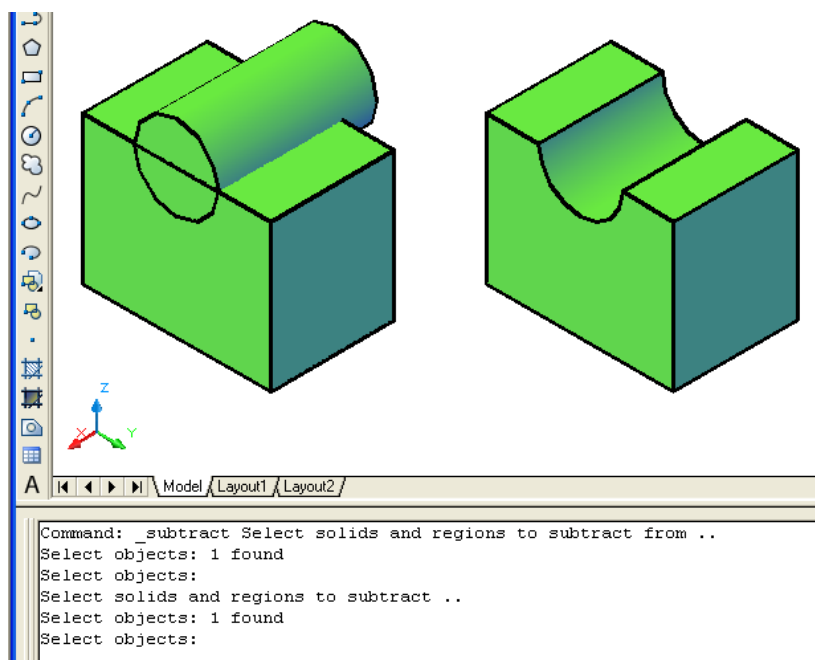 Z
X
Y
A
Model Layout1 Layout2
Command: _subtract Select solids and regions to subtract from ..
Select objects: 1 found
Select objects:
Select solids and regions to subtract ..
Select objects: 1 found
Select objects: